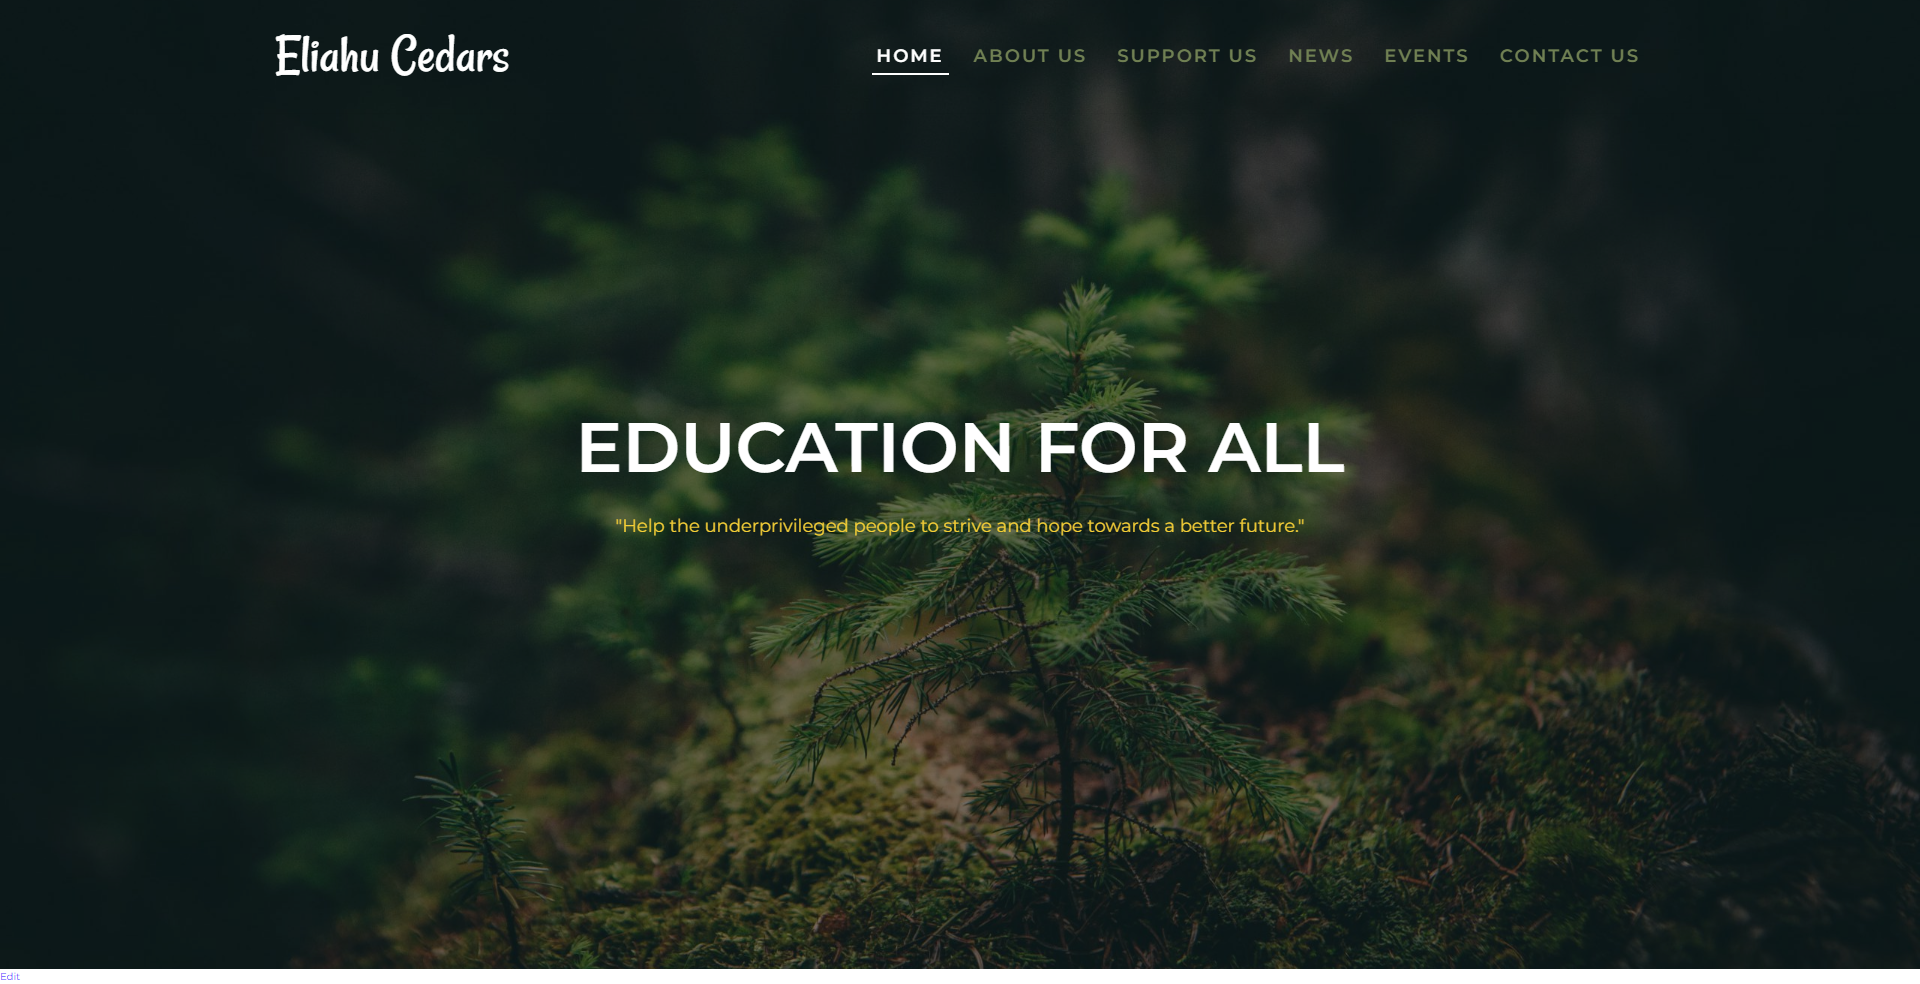 Eliahu Cedars
HOME ABOUT US SUPPORT US NEWS EVENTS CONTACT US
EDUCATION FOR ALL
"Help the underprivileged people to strive and hope towards a better future."
Edit